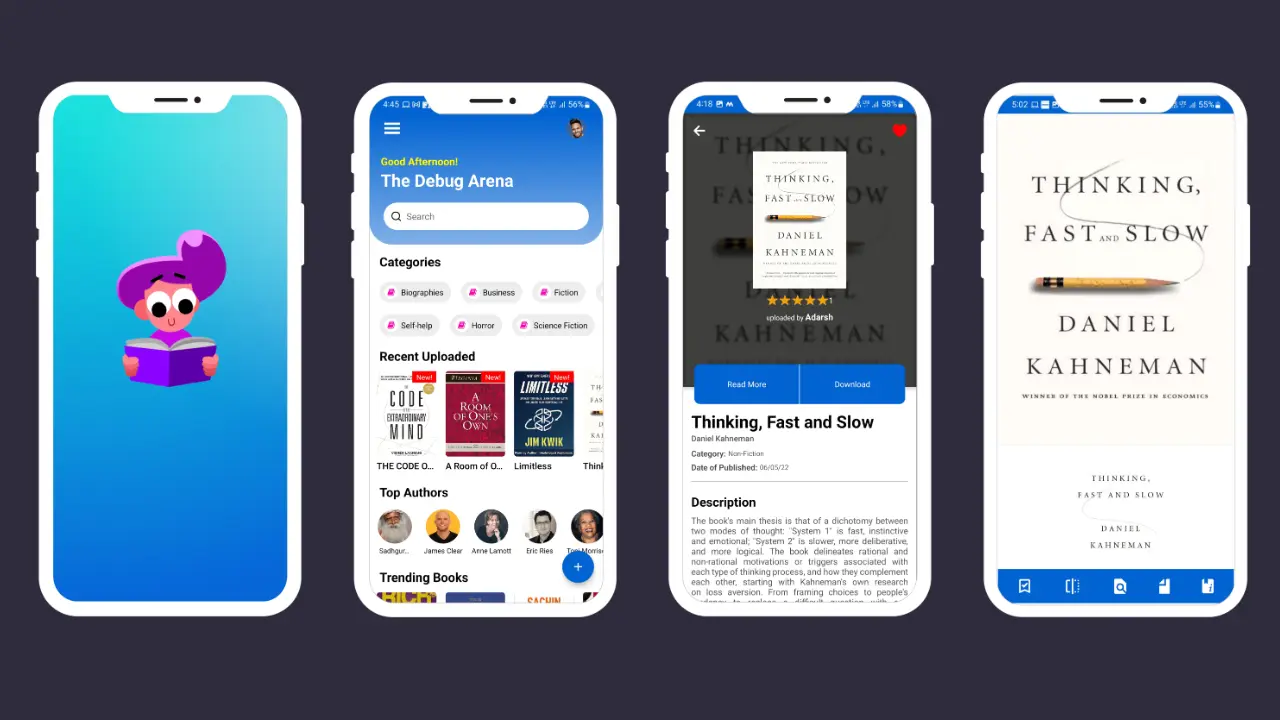 4:45
56%
Good Afternoon!
The Debug Arena
Search
Categories
Biographies
Business
Fiction
Self-help
Horror
Science Fiction
Recent Uploaded
New!
New!
New!
THE CODE O...
A Room of O...
Limitless
Think
CODE
EXTRAORDINARY
MIND
A
ROOM
OF ONE'S
OWN
LIMITLESS
JIM KWIK
Top Authors
Sadhgur...
James Clear
Anne Lamott
Eric Ries
Toni Morriso
+
Trending Books
RICH
SACHIN
4:18
58%
THINKING,
FAST AND SLOW
DANIEL
KAHNEMAN
1
uploaded by Adarsh
KAHNEMAN
Read More
Download
Thinking, Fast and Slow
Daniel Kahneman
Category: Non-Fiction
Date of Published: 06/05/22
Description
The book's main thesis is that of a dichotomy between
two modes of thought: "System 1" is fast, instinctive
and emotional; "System 2" is slower, more deliberative,
and more logical. The book delineates rational and
non-rational motivations or triggers associated with
each type of thinking process, and how they complement
each other, starting with Kahneman's own research
on loss aversion. From framing choices to people's
5:02
55%
THINKING,
FAST AND SLOW
DANIEL
KAHNEMAN
WINNER OF THE NOBEL PRIZE IN ECONOMICS
THINKING,
FAST AND SLOW
DANIEL
KAHNEMAN